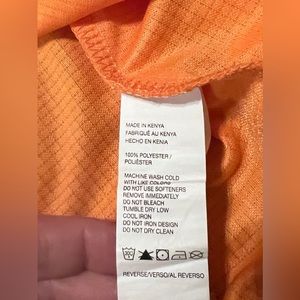 MADE IN KENYA
FABRIQUÉ AU KENYA
HECHO EN KENIA
100% POLYESTER /
POLIÉSTER
MACHINE WASH COLD
WITH LIKE COLORS
DO NOT USE SOFTENERS
REMOVE IMMEDIATELY
DO NOT BLEACH
TUMBLE DRY LOW
COOL IRON
DO NOT IRON DESIGN
DO NOT DRY CLEAN
REVERSE/VERSO/AL REVERSO